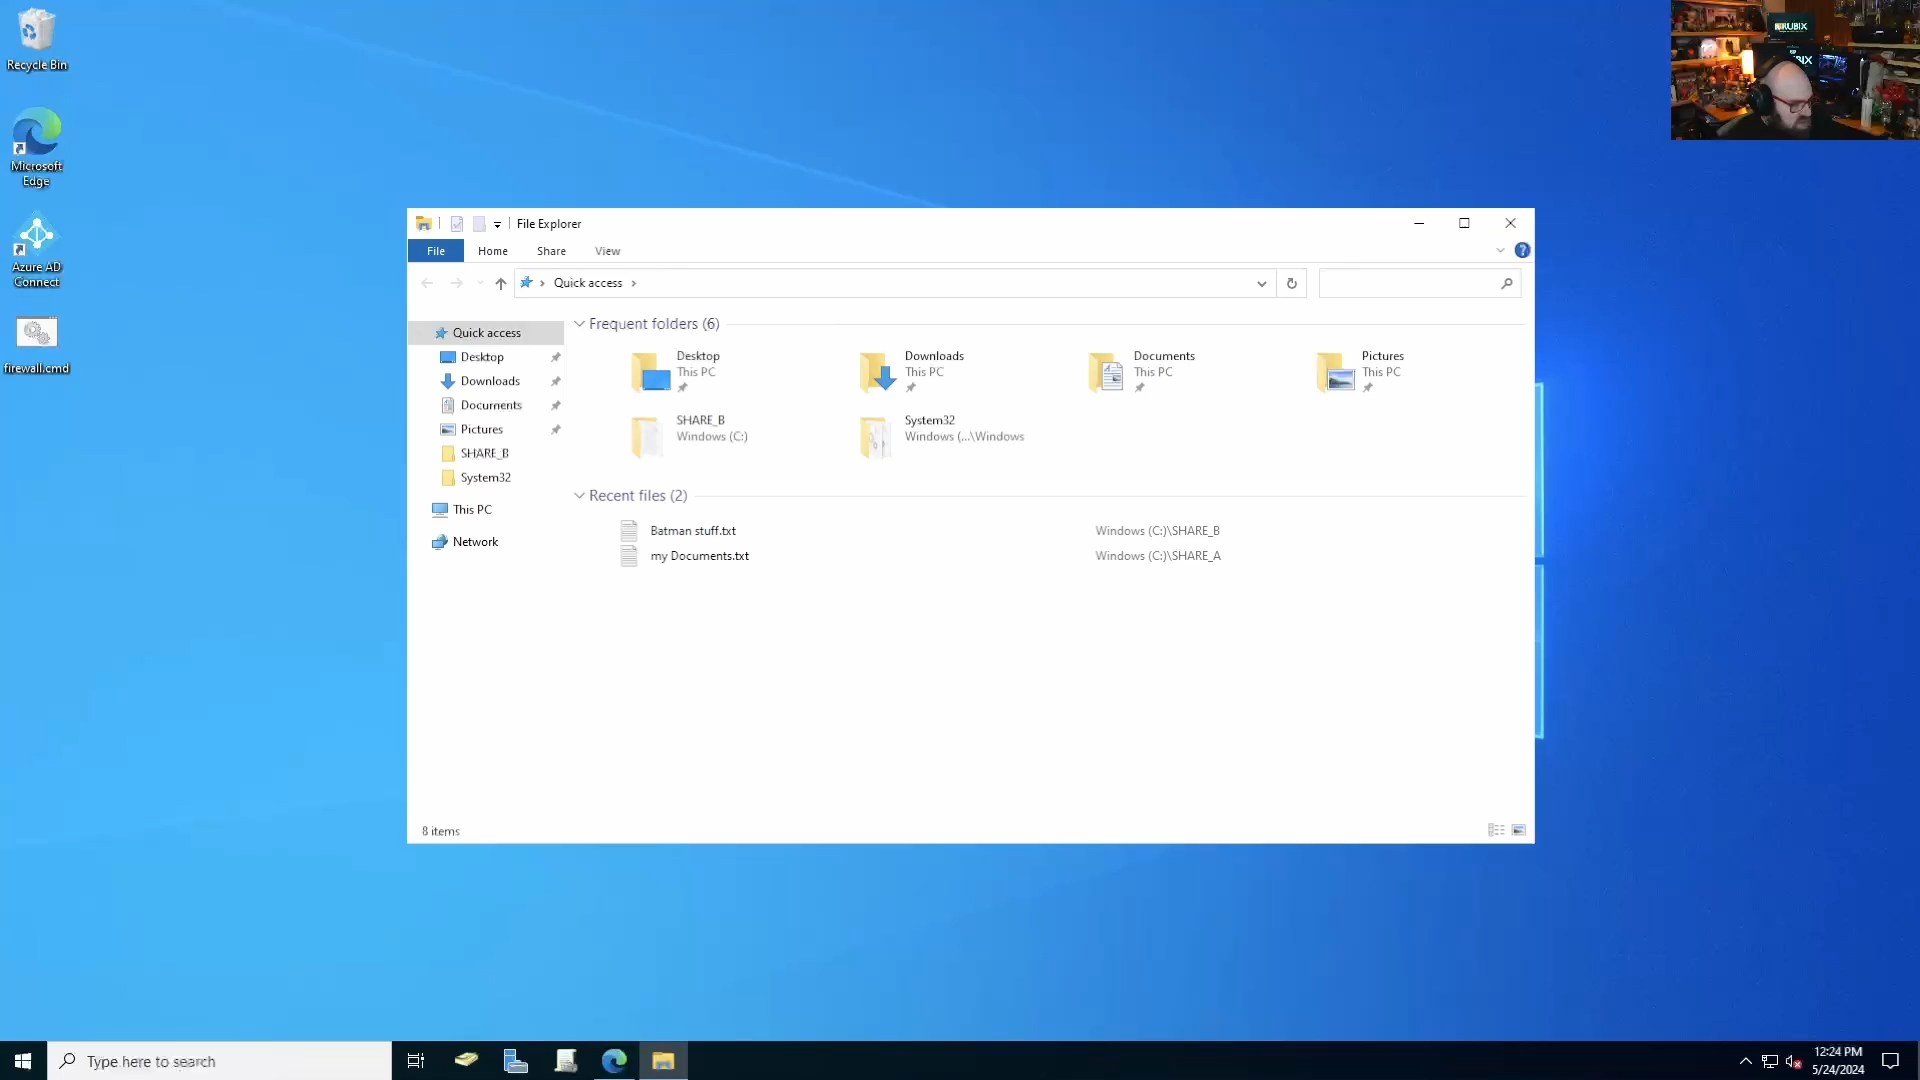 Recycle Bin
Microsoft
Edge
Azure AD
Connect
firewall.cmd
RUBIX
File Explorer
File Home Share View
Quick access
Frequent folders (6)
Quick access
Desktop
Downloads
Documents
Pictures
SHARE_B
System32
This PC
Network
Desktop
This PC
Downloads
This PC
Documents
This PC
Pictures
This PC
SHARE_B
Windows (C:)
System32
Windows (...\Windows
Recent files (2)
Batman stuff.txt Windows (C:)\SHARE_B
my Documents.txt Windows (C:)\SHARE_A
8 items
Type here to search
12:24 PM
5/24/2024